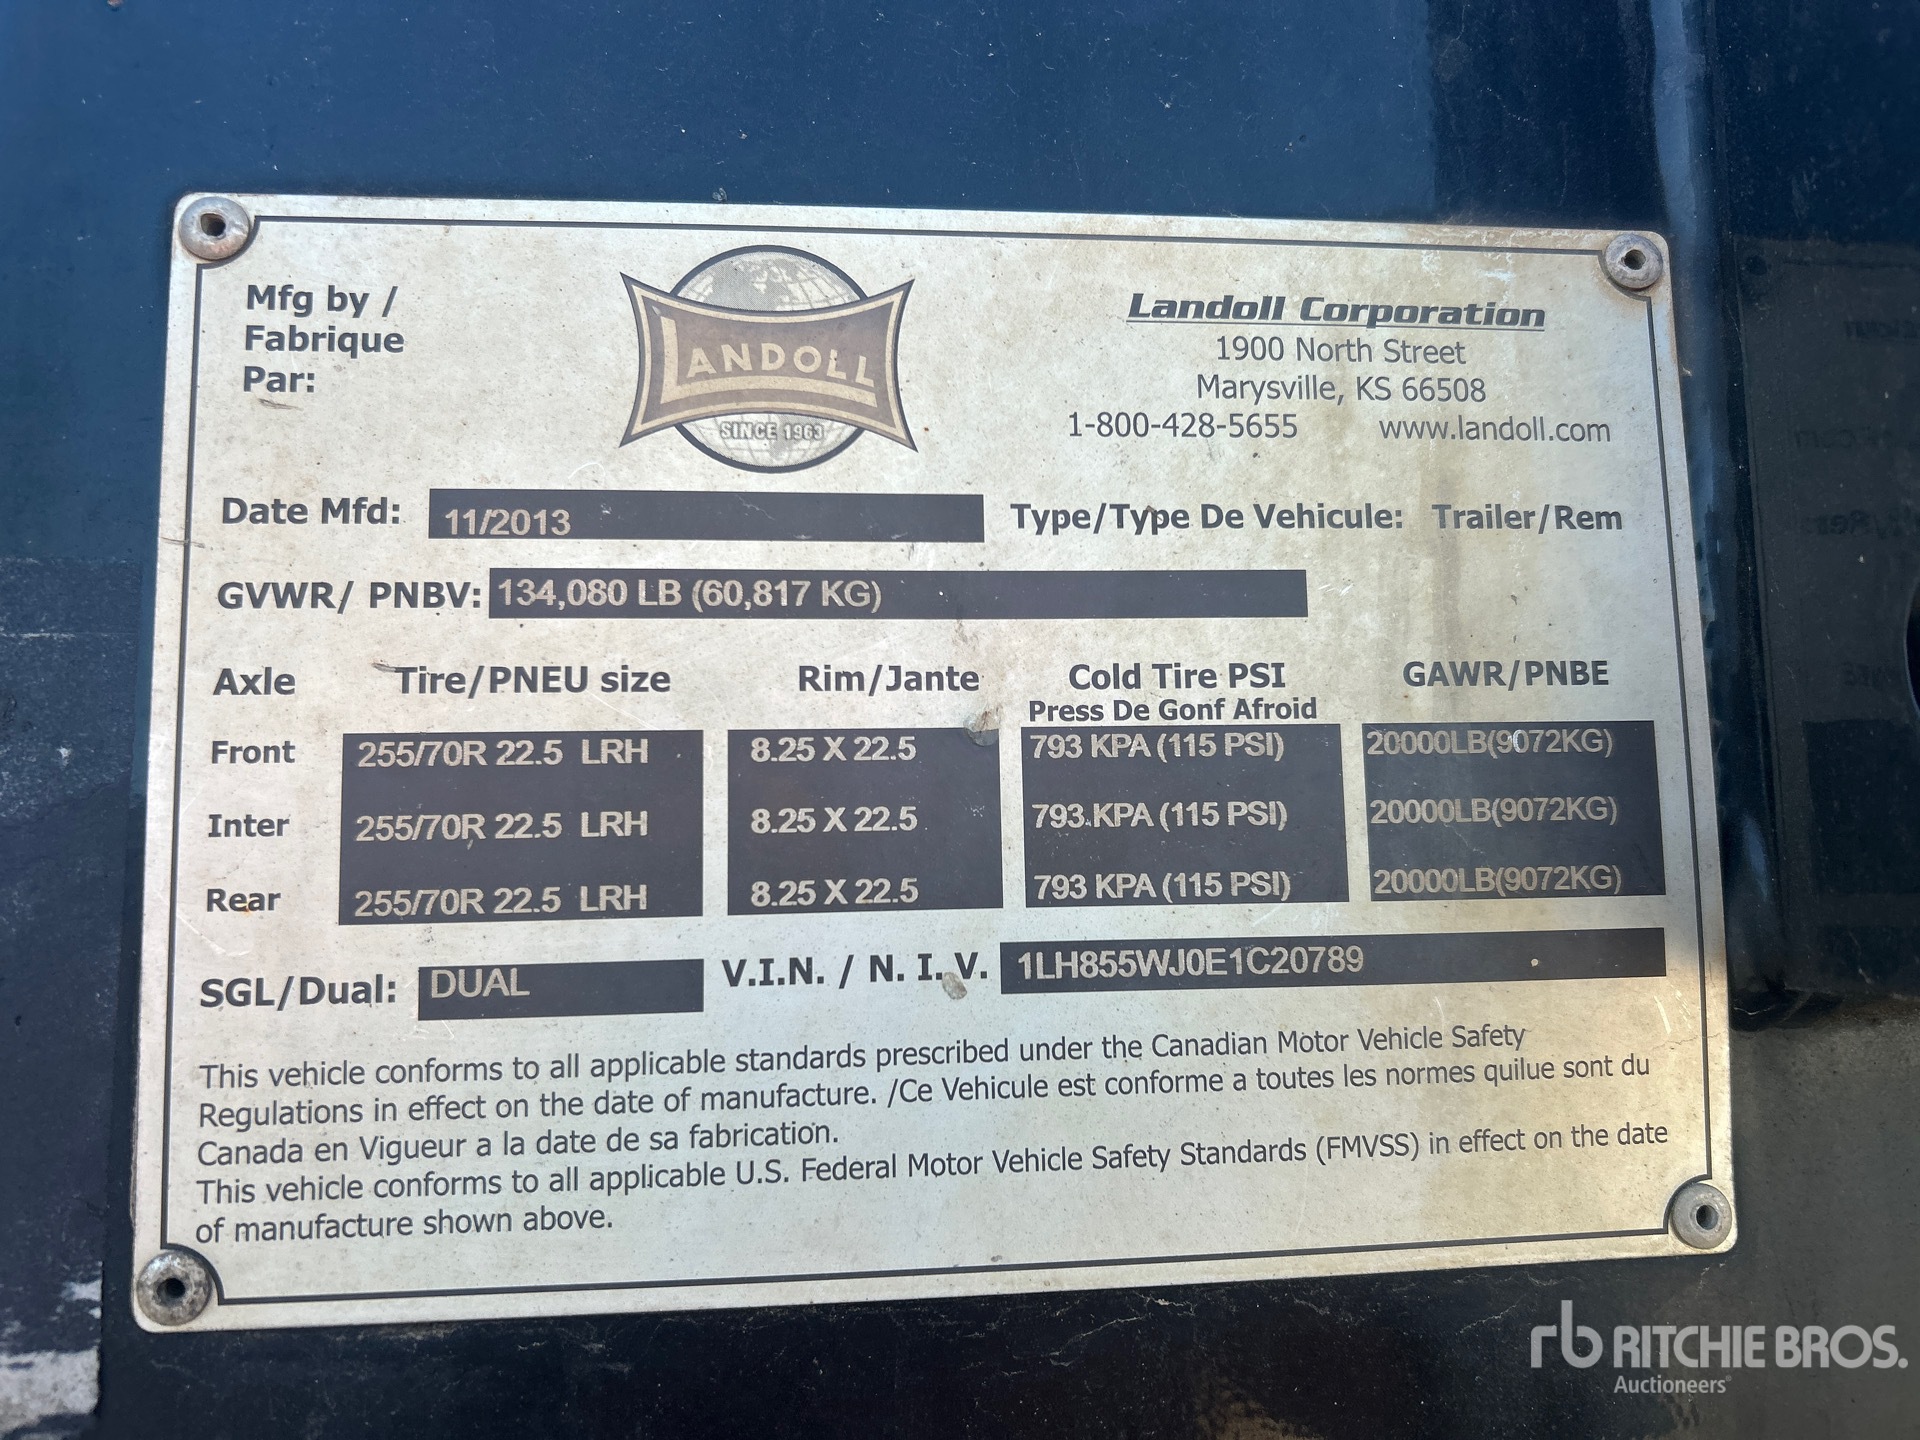 Mfg by /
Fabrique
Par:
LANDOLL
SINCE 1963
Landoll Corporation
1900 North Street
Marysville, KS 66508
1-800-428-5655 www.landoll.com
Date Mfd: 11/2013 Type/Type De Vehicule: Trailer/Rem
GVWR/ PNBV: 134,080 LB (60,817 KG)
Axle Tire/PNEU size Rim/Jante Cold Tire PSI GAWR/PNBE
Press De Gonf Afroid
Front 255/70R 22.5 LRH 8.25 X 22.5 793 KPA (115 PSI) 20000LB(9072KG)
Inter 255/70R 22.5 LRH 8.25 X 22.5 793 KPA (115 PSI) 20000LB(9072KG)
Rear 255/70R 22.5 LRH 8.25 X 22.5 793 KPA (115 PSI) 20000LB(9072KG)
SGL/Dual: DUAL V.I.N. / N. I. V. 1LH855WJ0E1C20789
This vehicle conforms to all applicable standards prescribed under the Canadian Motor Vehicle Safety
Regulations in effect on the date of manufacture. /Ce Vehicule est conforme a toutes les normes quilue sont du
Canada en Vigueur a la date de sa fabrication.
This vehicle conforms to all applicable U.S. Federal Motor Vehicle Safety Standards (FMVSS) in effect on the date
of manufacture shown above.
rb RITCHIE BROS.
Auctioneers